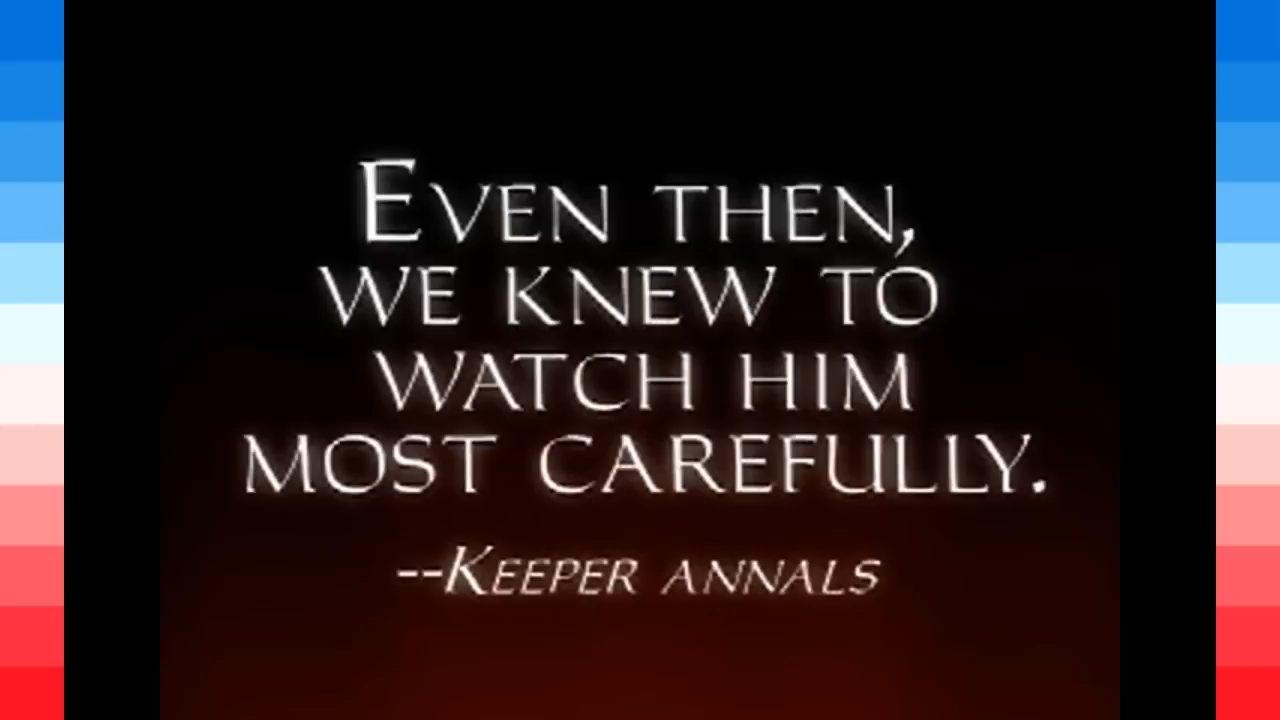 Even then,
we knew to
watch him
most carefully.
--Keeper annals